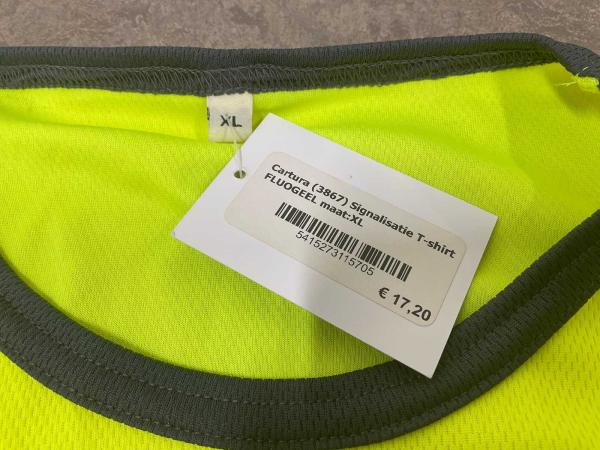 XL
Cartura (3867) Signalisatie T-shirt
FLUOGEEL maat:XL
5415273115705
€ 17,20